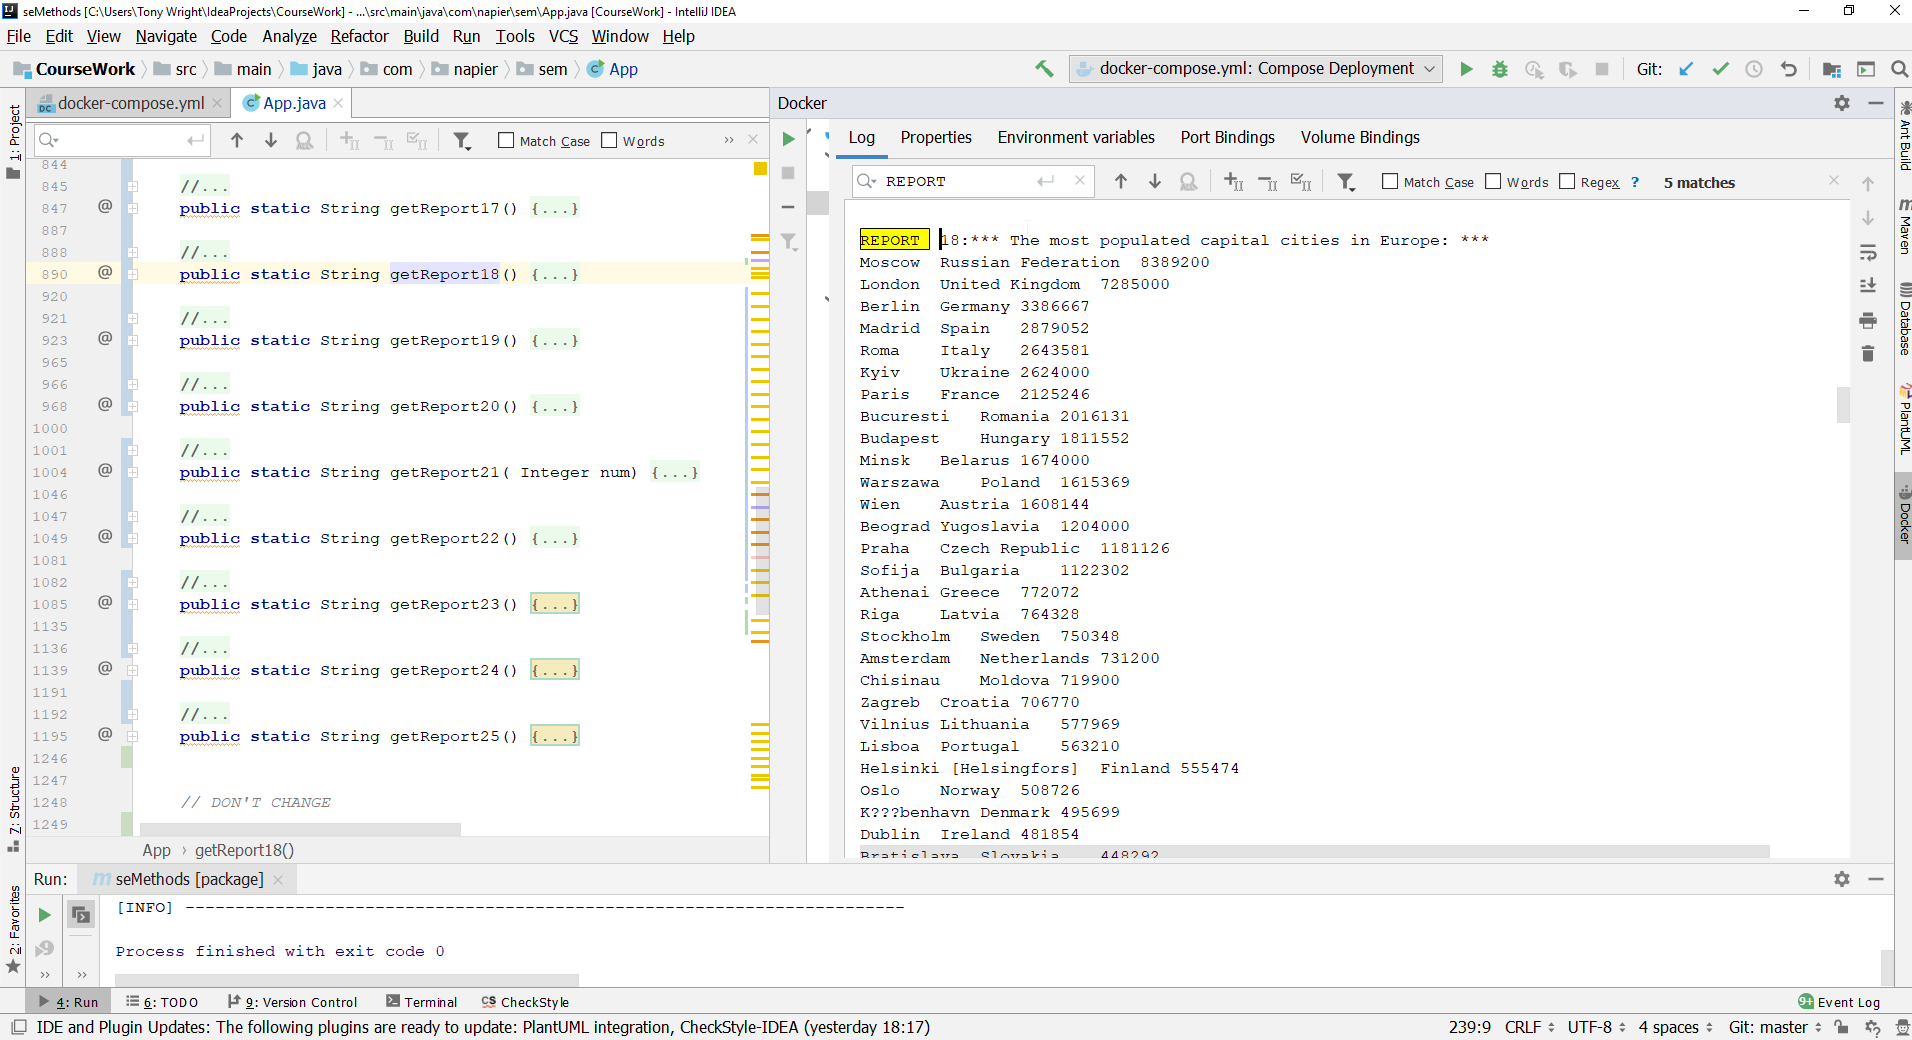 seMethods [C:\Users\Tony Wright\IdeaProjects\CourseWork] - ...\src\main\java\com\napier\sem\App.java [CourseWork] - IntelliJ IDEA
File Edit View Navigate Code Analyze Refactor Build Run Tools VCS Window Help
CourseWork src main java com napier sem App
docker-compose.yml: Compose Deployment
Git:
docker-compose.yml
App.java
Docker
1: Project
7: Structure
2: Favorites
Match Case
Words
844
845 //...
847 @ public static String getReport17() {...}
887
888 //...
890 @ public static String getReport18() {...}
920
921 //...
923 @ public static String getReport19() {...}
965
966 //...
968 @ public static String getReport20() {...}
1000
1001 //...
1004 @ public static String getReport21( Integer num) {...}
1046
1047 //...
1049 @ public static String getReport22() {...}
1081
1082 //...
1085 @ public static String getReport23() {...}
1135
1136 //...
1139 @ public static String getReport24() {...}
1191
1192 //...
1195 @ public static String getReport25() {...}
1246
1247
1248 // DON'T CHANGE
1249
App › getReport18()
Log Properties Environment variables Port Bindings Volume Bindings
REPORT
Match Case Words Regex ? 5 matches
REPORT 18:*** The most populated capital cities in Europe: ***
Moscow Russian Federation 8389200
London United Kingdom 7285000
Berlin Germany 3386667
Madrid Spain 2879052
Roma Italy 2643581
Kyiv Ukraine 2624000
Paris France 2125246
Bucuresti Romania 2016131
Budapest Hungary 1811552
Minsk Belarus 1674000
Warszawa Poland 1615369
Wien Austria 1608144
Beograd Yugoslavia 1204000
Praha Czech Republic 1181126
Sofija Bulgaria 1122302
Athenai Greece 772072
Riga Latvia 764328
Stockholm Sweden 750348
Amsterdam Netherlands 731200
Chisinau Moldova 719900
Zagreb Croatia 706770
Vilnius Lithuania 577969
Lisboa Portugal 563210
Helsinki [Helsingfors] Finland 555474
Oslo Norway 508726
K???benhavn Denmark 495699
Dublin Ireland 481854
Bratislava Slovakia 448292
Ant Build
Maven
Database
PlantUML
Docker
Run: seMethods [package]
[INFO] ------------------------------------------------------------------------
Process finished with exit code 0
4: Run 6: TODO 9: Version Control Terminal CheckStyle
9+ Event Log
IDE and Plugin Updates: The following plugins are ready to update: PlantUML integration, CheckStyle-IDEA (yesterday 18:17)
239:9 CRLF UTF-8 4 spaces Git: master